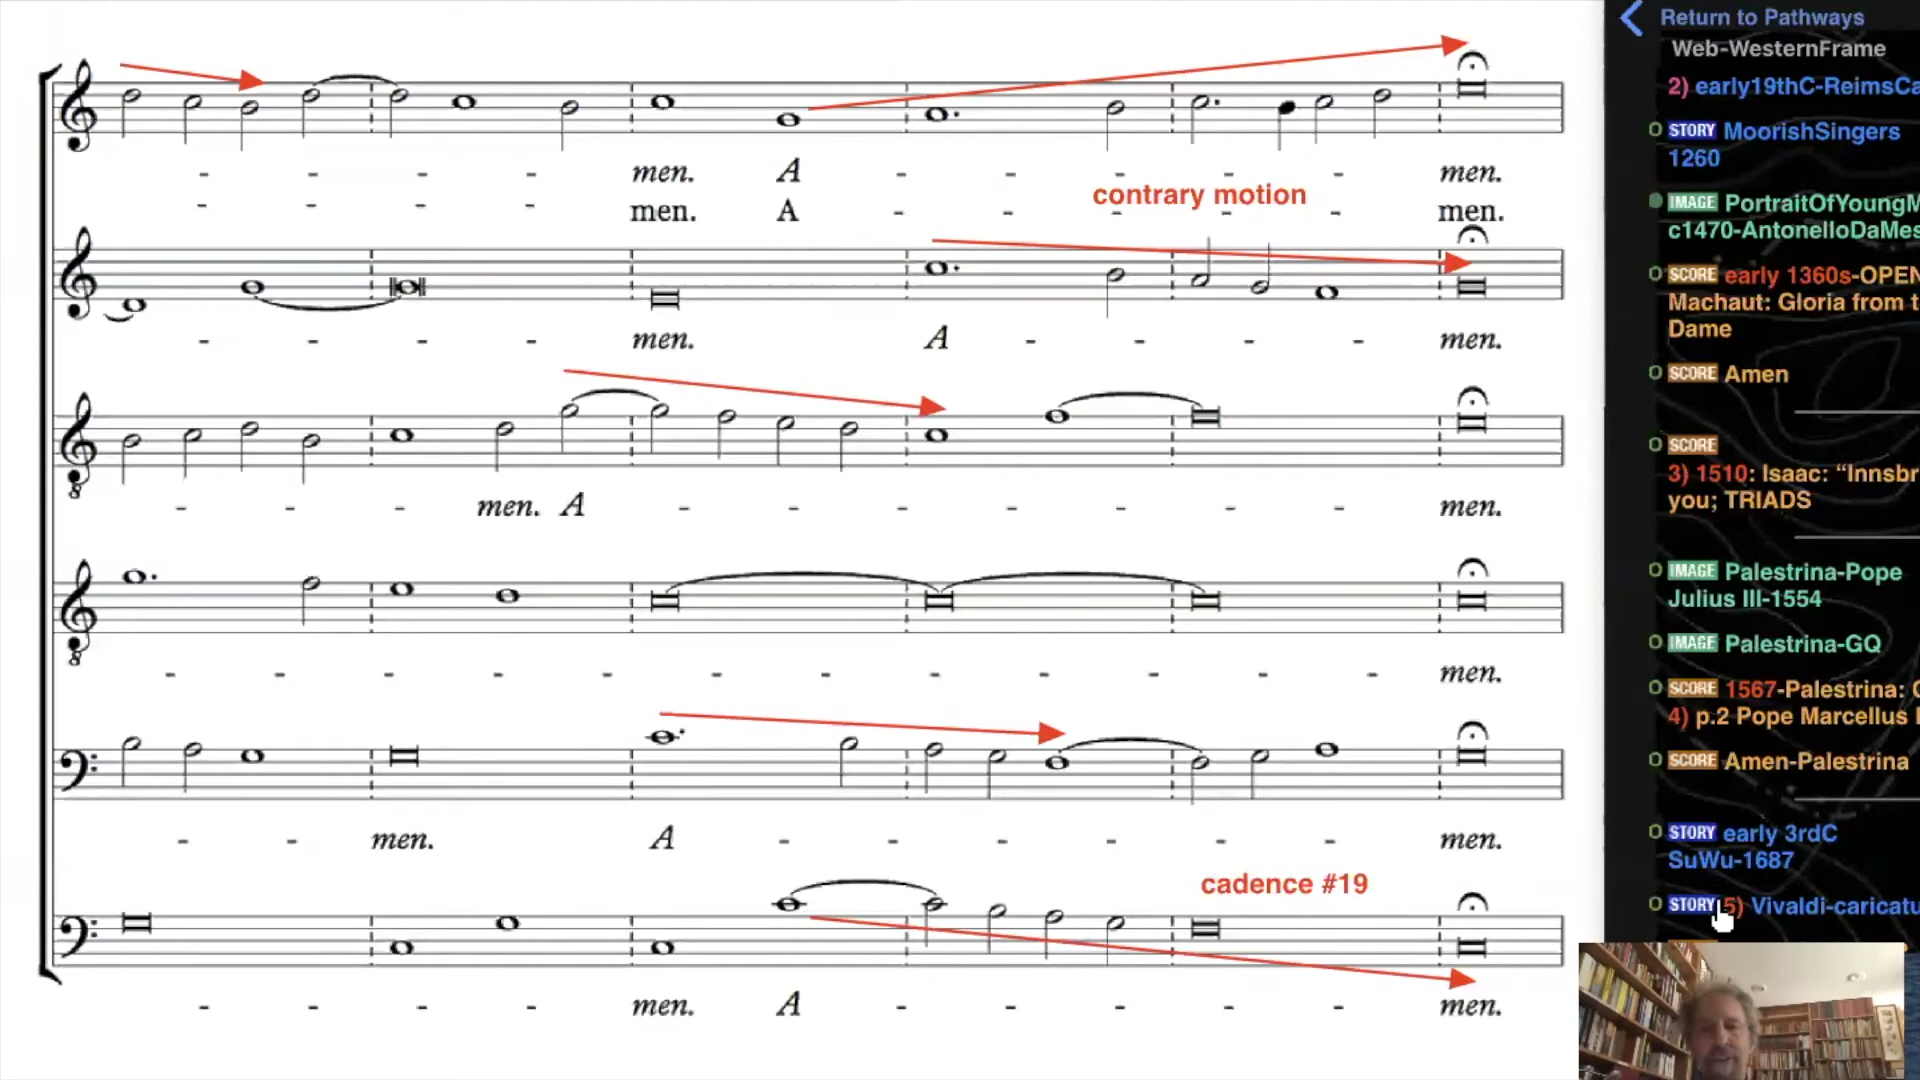 - - - - men. A - - - - - men.
- - - - men. A - - - - - men.
contrary motion
- - - - men. A - - - - men.
- - - men. A - - - - - - - - men.
- - - - - - - - - - - - men.
- - men. A - - - - - - men.
cadence #19
- - - - men. A - - - - - men.
Return to Pathways
Web-WesternFrame
2) early19thC-ReimsCa
STORY MoorishSingers
1260
IMAGE PortraitOfYoungM
c1470-AntonelloDaMes
SCORE early 1360s-OPEN
Machaut: Gloria from t
Dame
SCORE Amen
SCORE
3) 1510: Isaac: “Innsbr
you; TRIADS
IMAGE Palestrina-Pope
Julius III-1554
IMAGE Palestrina-GQ
SCORE 1567-Palestrina:
4) p.2 Pope Marcellus
SCORE Amen-Palestrina
STORY early 3rdC
SuWu-1687
STORY 5) Vivaldi-caricatu